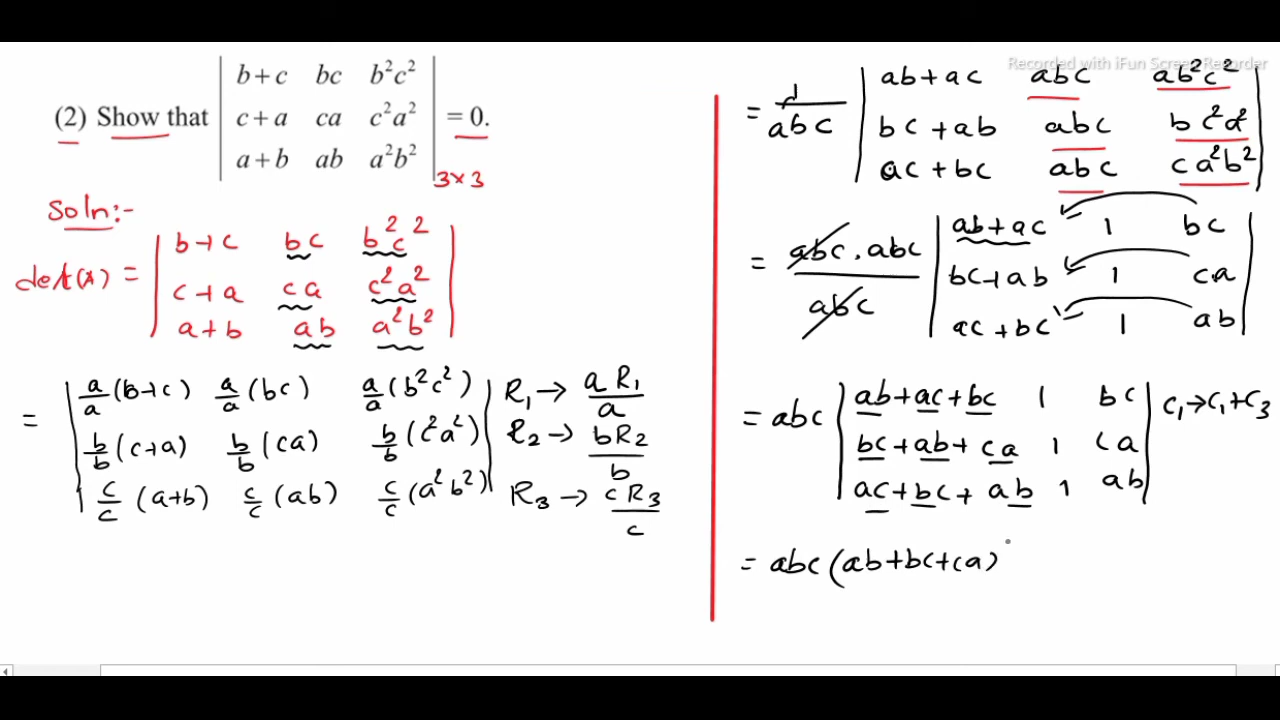 Recorded with iFun Screen Recorder
(2) Show that | b+c bc b²c² |
| c+a ca c²a² | = 0.
| a+b ab a²b² | 3×3
Soln:-
det(A) = | b+c bc b²c² |
| c+a ca c²a² |
| a+b ab a²b² |
= | a/a (b+c) a/a (bc) a/a (b²c²) | R₁ → aR₁/a
| b/b (c+a) b/b (ca) b/b (c²a²) | R₂ → bR₂/b
| c/c (a+b) c/c (ab) c/c (a²b²) | R₃ → cR₃/c
= 1/abc | ab+ac abc ab²c² |
| bc+ab abc bc²a² |
| ac+bc abc ca²b² |
= abc.abc/abc | ab+ac 1 bc |
| bc+ab 1 ca |
| ac+bc 1 ab |
= abc | ab+ac+bc 1 bc | C₁→C₁+C₃
| bc+ab+ca 1 ca |
| ac+bc+ab 1 ab |
= abc(ab+bc+ca)